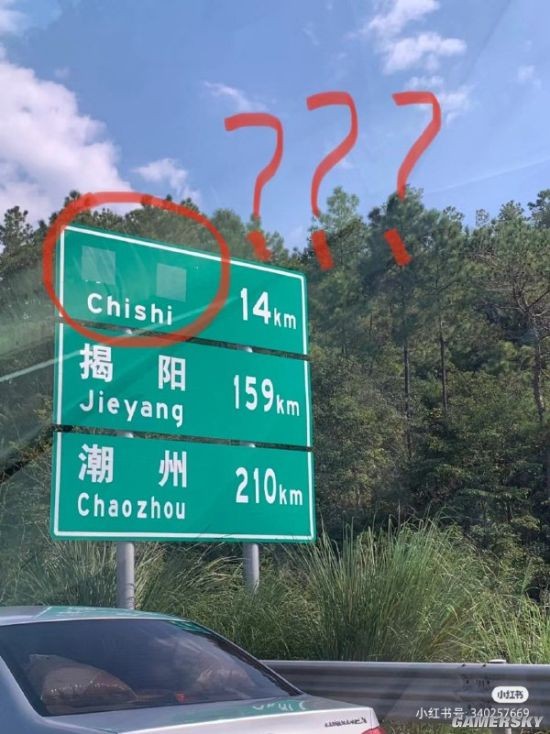 ???
Chishi 14km
揭阳 159km
Jieyang
潮州 210km
Chaozhou
小红书
小红书号: 340257669
GAMERSKY